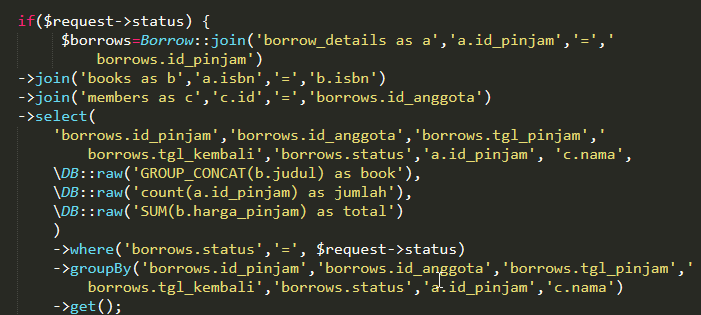 if($request->status) {
$borrows=Borrow::join('borrow_details as a','a.id_pinjam','=','
borrows.id_pinjam')
->join('books as b','a.isbn','=','b.isbn')
->join('members as c','c.id','=','borrows.id_anggota')
->select(
'borrows.id_pinjam','borrows.id_anggota','borrows.tgl_pinjam','
borrows.tgl_kembali','borrows.status','a.id_pinjam', 'c.nama',
\DB::raw('GROUP_CONCAT(b.judul) as book'),
\DB::raw('count(a.id_pinjam) as jumlah'),
\DB::raw('SUM(b.harga_pinjam) as total')
)
->where('borrows.status','=', $request->status)
->groupBy('borrows.id_pinjam','borrows.id_anggota','borrows.tgl_pinjam','
borrows.tgl_kembali','borrows.status','a.id_pinjam','c.nama')
->get();